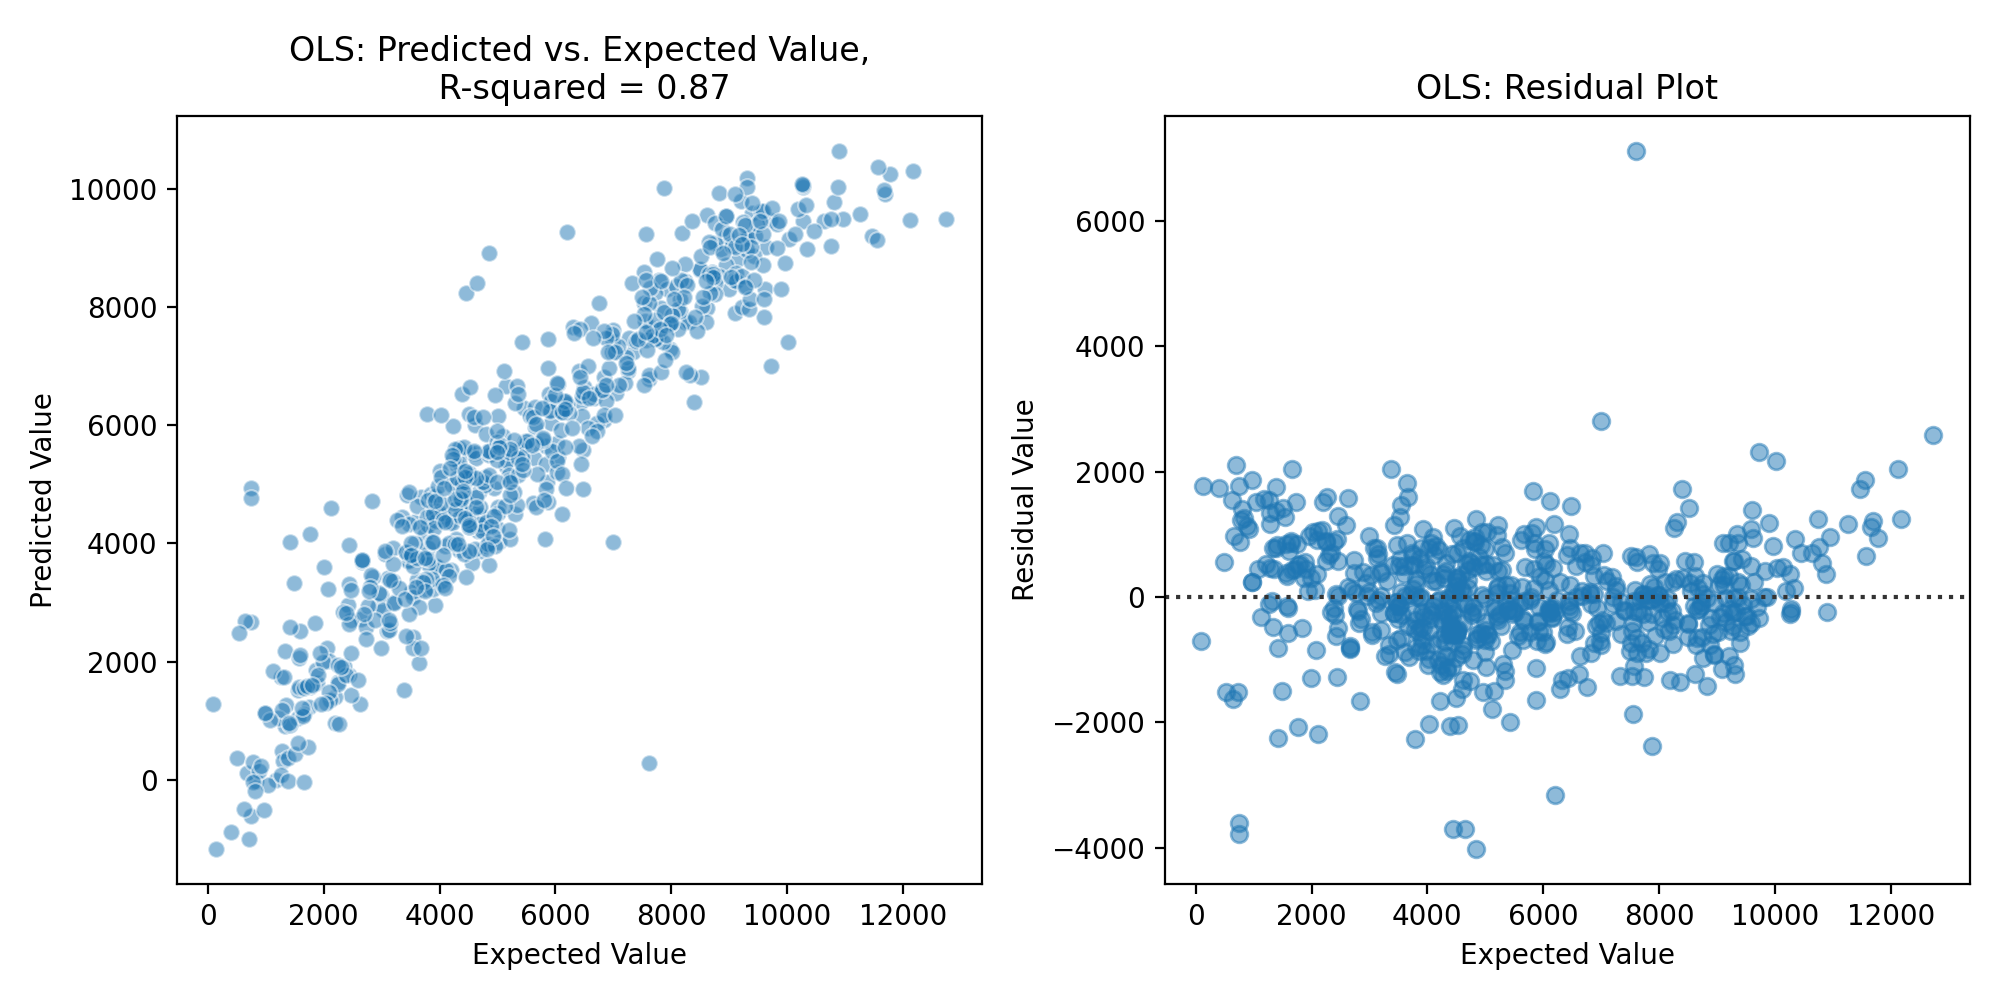 OLS: Predicted vs. Expected Value,
R-squared = 0.87
10000
8000
6000
4000
2000
0
Predicted Value
0 2000 4000 6000 8000 10000 12000
Expected Value
OLS: Residual Plot
6000
4000
2000
0
−2000
−4000
Residual Value
0 2000 4000 6000 8000 10000 12000
Expected Value